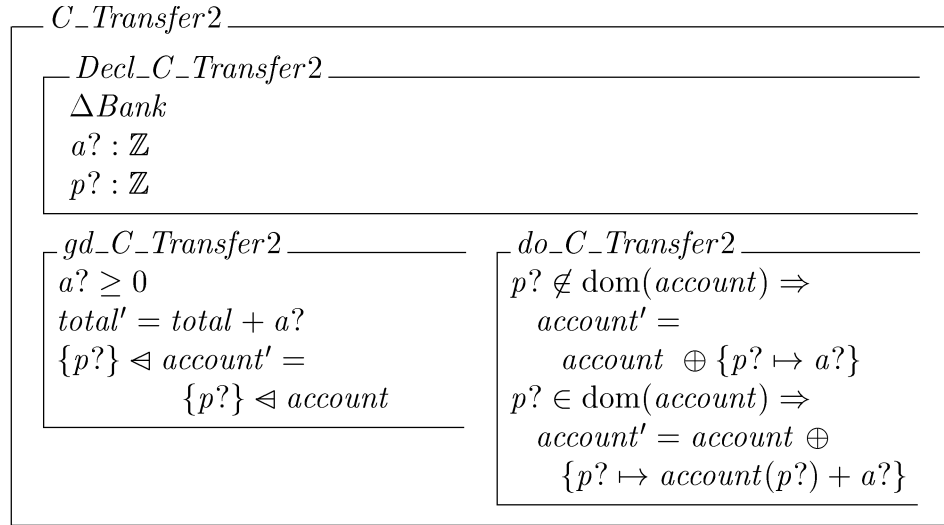 C_Transfer2
Decl_C_Transfer2
ΔBank
a? : ℤ
p? : ℤ
gd_C_Transfer2
a? ≥ 0
total′ = total + a?
{p?} ⩤ account′ =
{p?} ⩤ account
do_C_Transfer2
p? ∉ dom(account) ⇒
account′ =
account ⊕ {p? ↦ a?}
p? ∈ dom(account) ⇒
account′ = account ⊕
{p? ↦ account(p?) + a?}